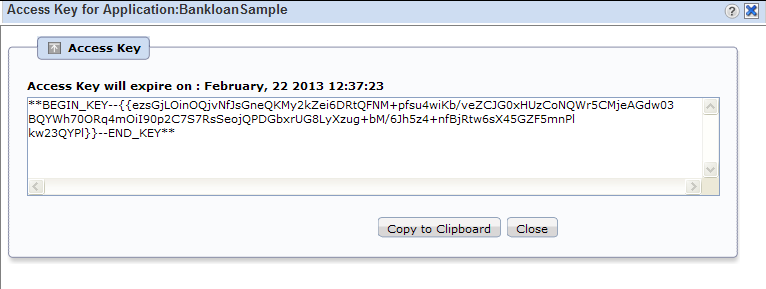 Access Key for Application:BankloanSample
Access Key
Access Key will expire on : February, 22 2013 12:37:23
**BEGIN_KEY--{{ezsGjLOinOQjvNfJsGneQKMy2kZei6DRtQFNM+pfsu4wiKb/veZCJG0xHUzCoNQWr5CMjeAGdw03
BQYWh70ORq4mOiI90p2C7S7RsSeojQPDGbxrUG8LyXzug+bM/6Jh5z4+nfBjRtw6sX45GZF5mnPl
kw23QYPl}}--END_KEY**
Copy to Clipboard
Close